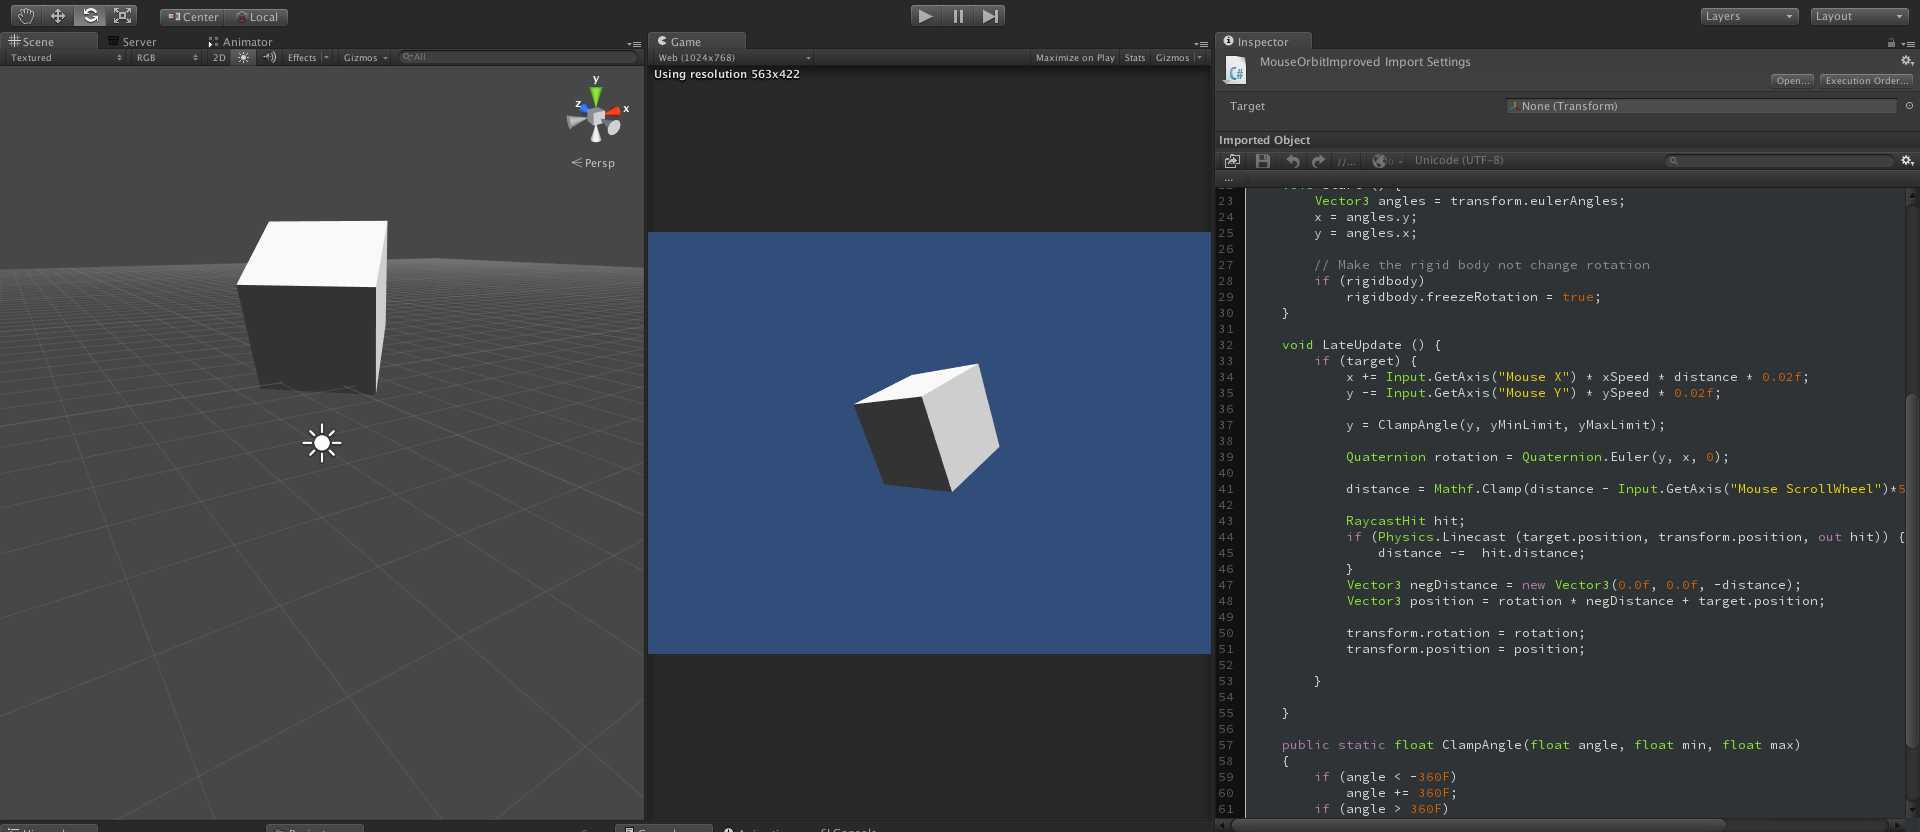 Center
Local
Layers
Layout
Scene
Server
Animator
Textured
RGB
2D
Effects
Gizmos
All
y
z
x
Persp
Game
Web (1024x768)
Maximize on Play
Stats
Gizmos
Using resolution 563x422
Inspector
MouseOrbitImproved Import Settings
Open...
Execution Order...
Target
None (Transform)
Imported Object
//...
0
Unicode (UTF-8)
...
23 Vector3 angles = transform.eulerAngles;
24 x = angles.y;
25 y = angles.x;
26
27 // Make the rigid body not change rotation
28 if (rigidbody)
29 rigidbody.freezeRotation = true;
30 }
31
32 void LateUpdate () {
33 if (target) {
34 x += Input.GetAxis("Mouse X") * xSpeed * distance * 0.02f;
35 y -= Input.GetAxis("Mouse Y") * ySpeed * 0.02f;
36
37 y = ClampAngle(y, yMinLimit, yMaxLimit);
38
39 Quaternion rotation = Quaternion.Euler(y, x, 0);
40
41 distance = Mathf.Clamp(distance - Input.GetAxis("Mouse ScrollWheel")*5
42
43 RaycastHit hit;
44 if (Physics.Linecast (target.position, transform.position, out hit)) {
45 distance -= hit.distance;
46 }
47 Vector3 negDistance = new Vector3(0.0f, 0.0f, -distance);
48 Vector3 position = rotation * negDistance + target.position;
49
50 transform.rotation = rotation;
51 transform.position = position;
52
53 }
54
55 }
56
57 public static float ClampAngle(float angle, float min, float max)
58 {
59 if (angle < -360F)
60 angle += 360F;
61 if (angle > 360F)